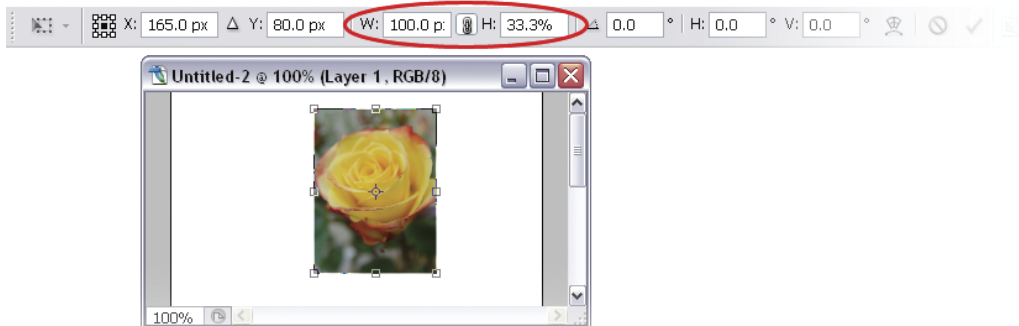 X: 165.0 px Δ Y: 80.0 px W: 100.0 p: H: 33.3% 0.0 ° H: 0.0 ° V: 0.0 °
Untitled-2 @ 100% (Layer 1, RGB/8)
100%